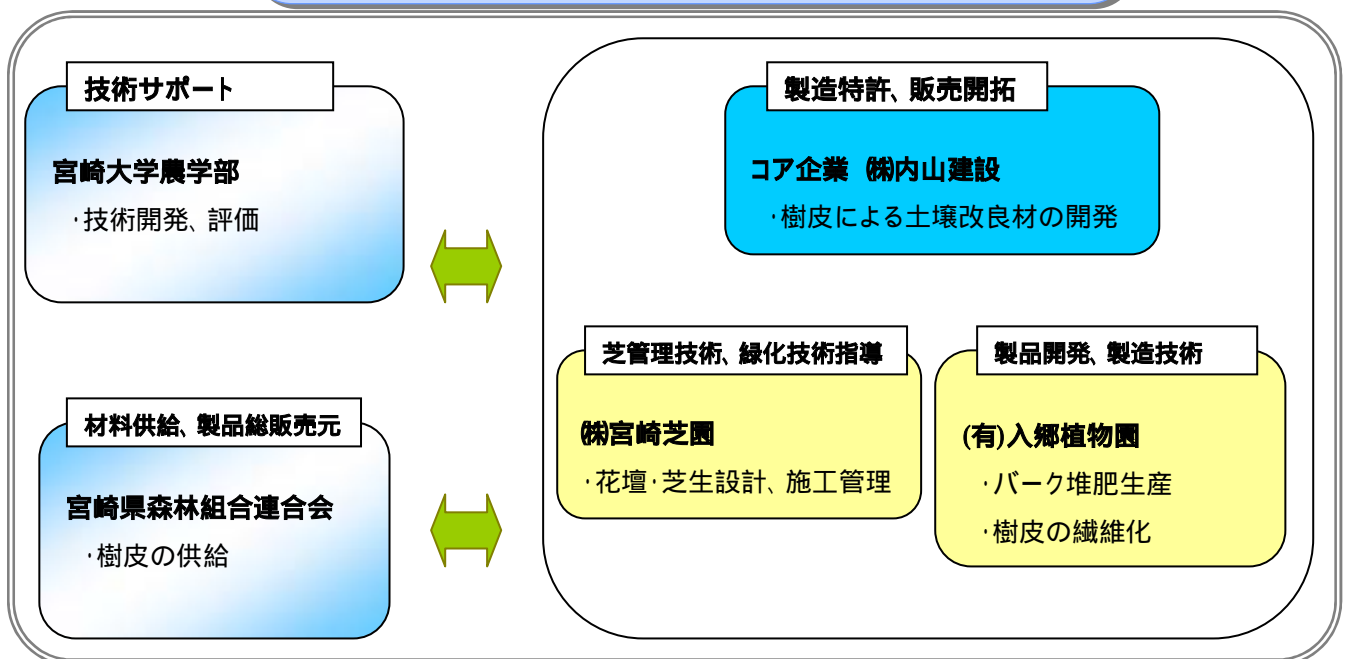 技術サポート
宮崎大学農学部
・技術開発、評価
材料供給、製品総販売元
宮崎県森林組合連合会
・樹皮の供給
製造特許、販売開拓
コア企業 ㈱内山建設
・樹皮による土壌改良材の開発
芝管理技術、緑化技術指導
㈱宮崎芝園
・花壇・芝生設計、施工管理
製品開発、製造技術
(有)入郷植物園
・バーク堆肥生産
・樹皮の繊維化